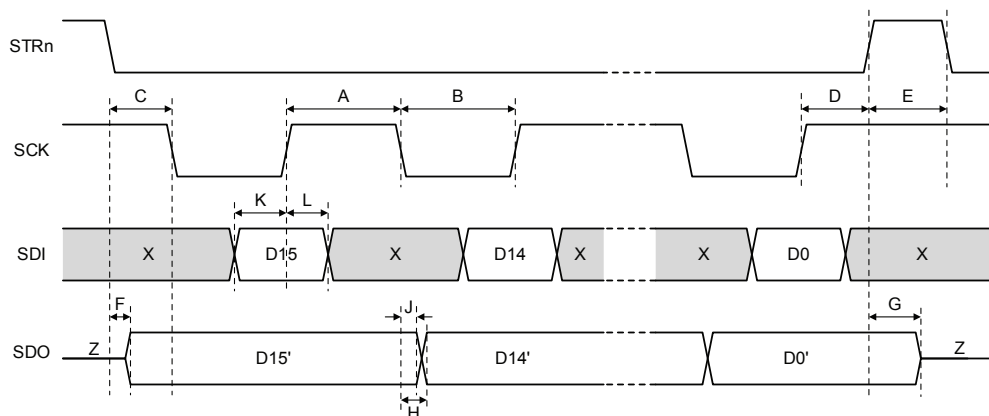 STRn
C
A
B
D
E
SCK
K
L
SDI
X
D15
X
D14
X
X
D0
X
F
J
G
SDO
Z
D15'
D14'
D0'
Z
H